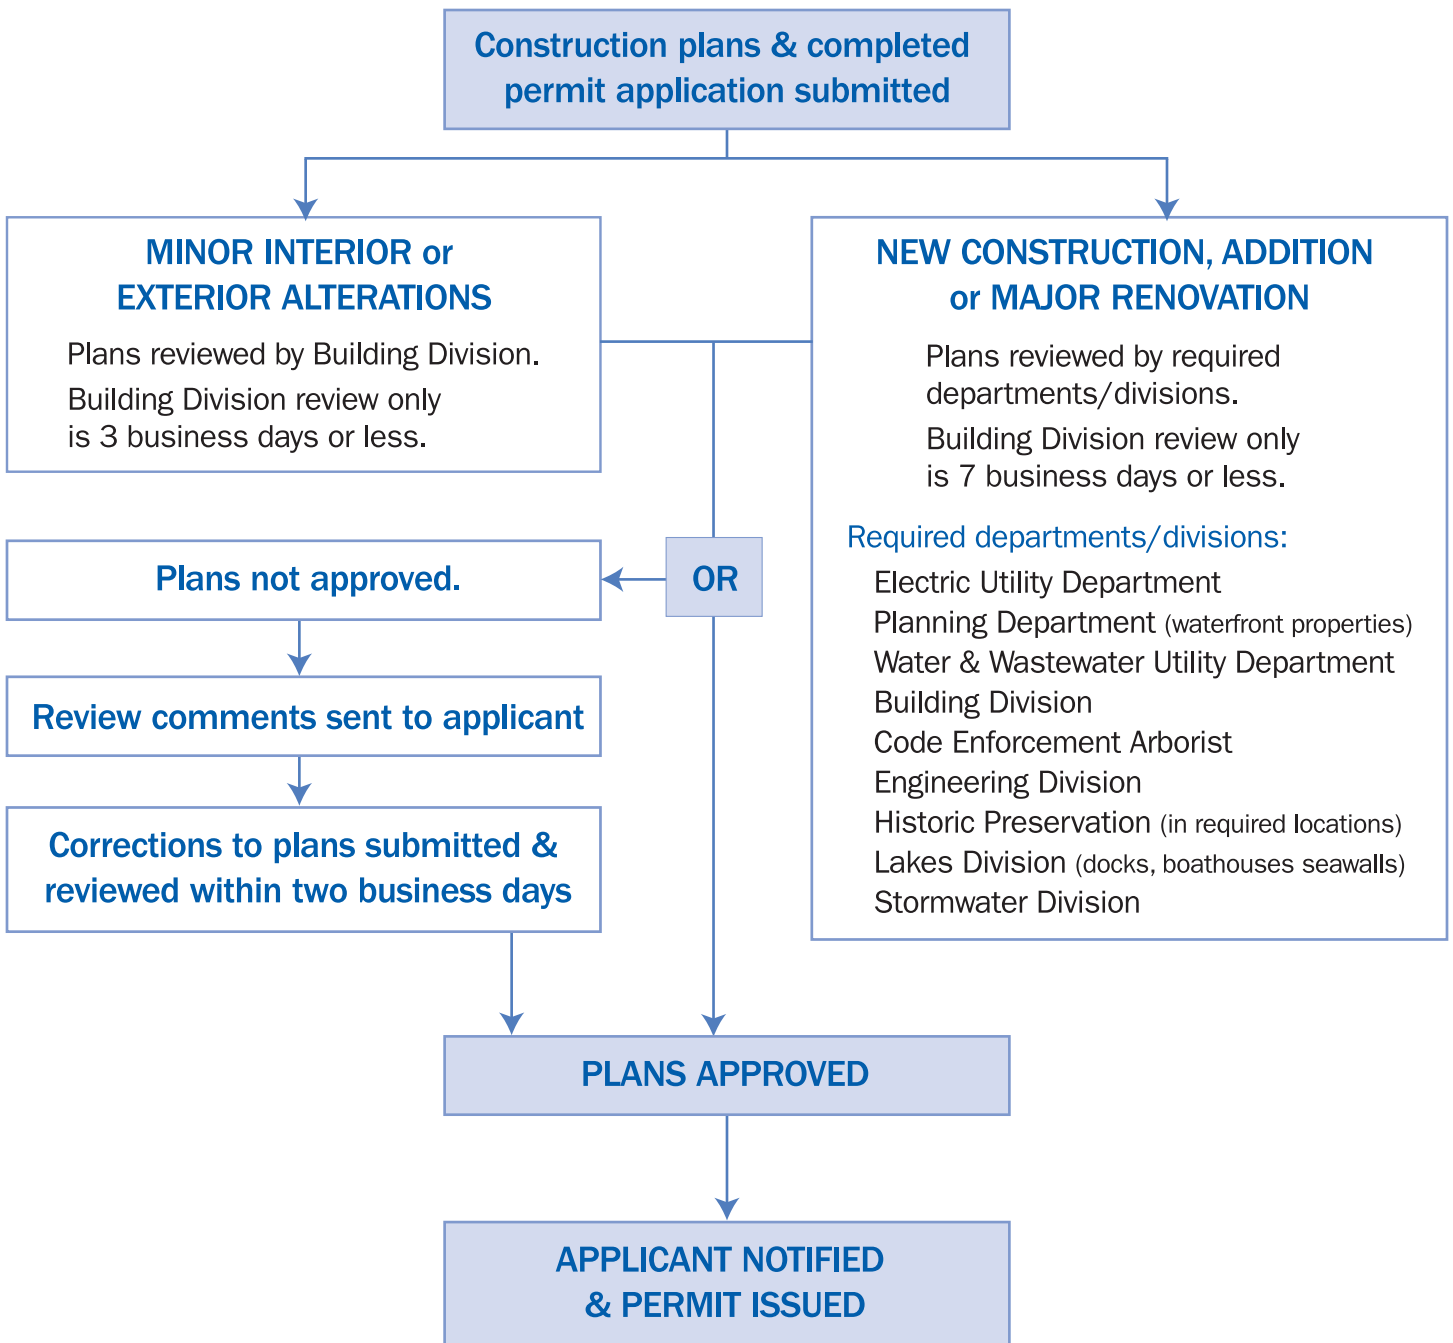 Construction plans & completed
permit application submitted
MINOR INTERIOR or
EXTERIOR ALTERATIONS
Plans reviewed by Building Division.
Building Division review only
is 3 business days or less.
NEW CONSTRUCTION, ADDITION
or MAJOR RENOVATION
Plans reviewed by required
departments/divisions.
Building Division review only
is 7 business days or less.
Required departments/divisions:
Electric Utility Department
Planning Department (waterfront properties)
Water & Wastewater Utility Department
Building Division
Code Enforcement Arborist
Engineering Division
Historic Preservation (in required locations)
Lakes Division (docks, boathouses seawalls)
Stormwater Division
OR
Plans not approved.
Review comments sent to applicant
Corrections to plans submitted &
reviewed within two business days
PLANS APPROVED
APPLICANT NOTIFIED
& PERMIT ISSUED